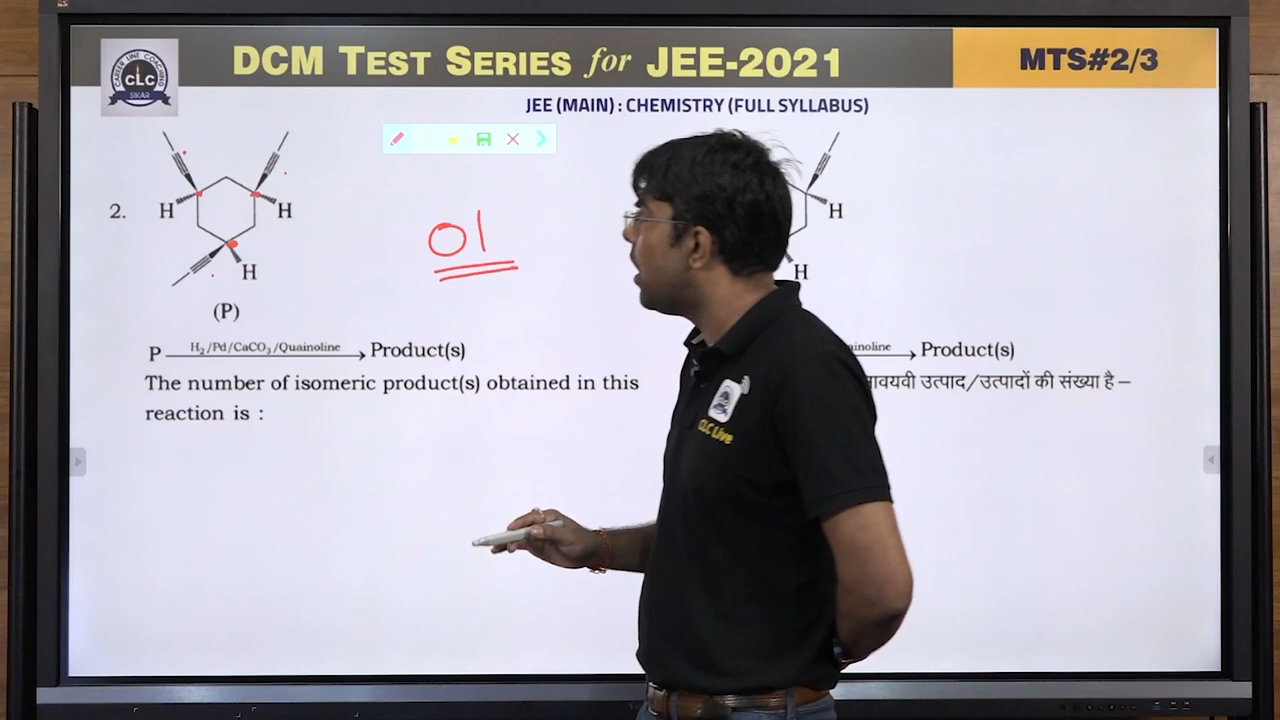 DCM TEST SERIES for JEE-2021
MTS#2/3
CAREER LINE COACHING
CLC
SIKAR
JEE (MAIN) : CHEMISTRY (FULL SYLLABUS)
2.
H
H
H
(P)
01
H
H
P H₂/Pd/CaCO₃/Quainoline Product(s)
The number of isomeric product(s) obtained in this
reaction is :
Product(s)
उत्पाद/उत्पादों की संख्या है –
CLC Live